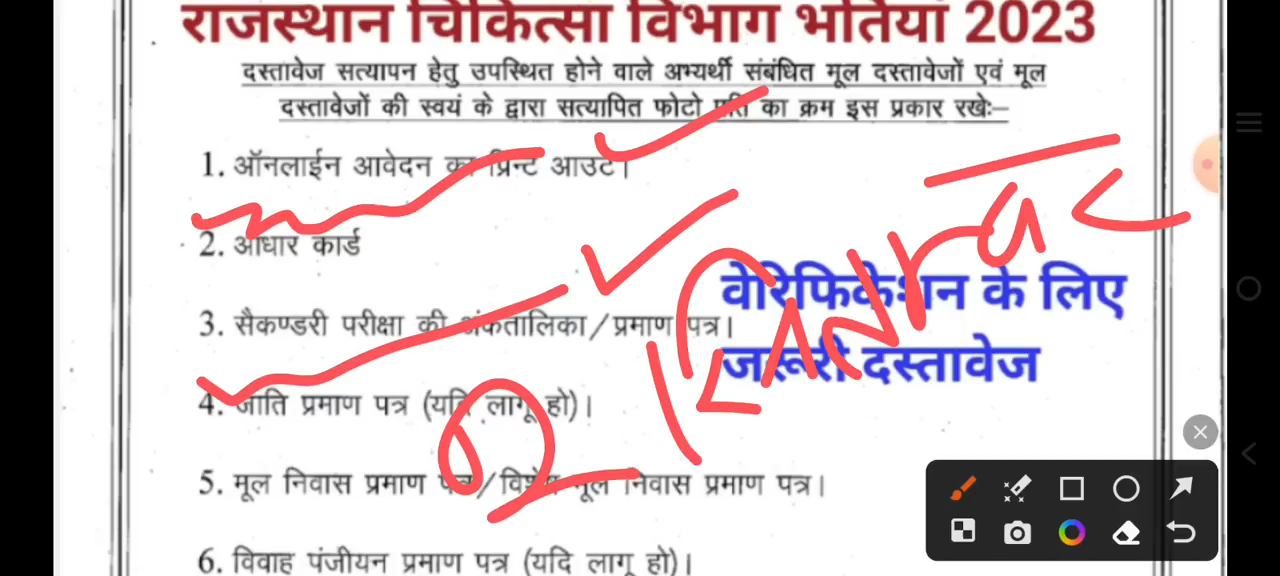 राजस्थान चिकित्सा विभाग भर्तियां 2023
दस्तावेज सत्यापन हेतु उपस्थित होने वाले अभ्यर्थी संबंधित मूल दस्तावेजों एवं मूल
दस्तावेजों की स्वयं के द्वारा सत्यापित फोटो प्रति का क्रम इस प्रकार रखेः–
1. ऑनलाईन आवेदन का प्रिन्ट आउट।
2. आधार कार्ड
3. सैकण्डरी परीक्षा की अंकतालिका/प्रमाण पत्र।
4. जाति प्रमाण पत्र (यदि लागू हो)।
5. मूल निवास प्रमाण पत्र/विशेष मूल निवास प्रमाण पत्र।
6. विवाह पंजीयन प्रमाण पत्र (यदि लागू हो)।
वेरिफिकेशन के लिए
जरूरी दस्तावेज